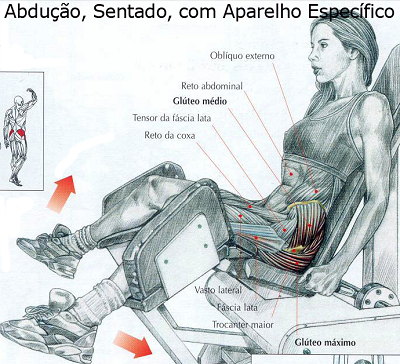 Abdução, Sentado, com Aparelho Específico
Oblíquo externo
Reto abdominal
Glúteo médio
Tensor da fáscia lata
Reto da coxa
Vasto lateral
Fáscia lata
Trocanter maior
Glúteo máximo